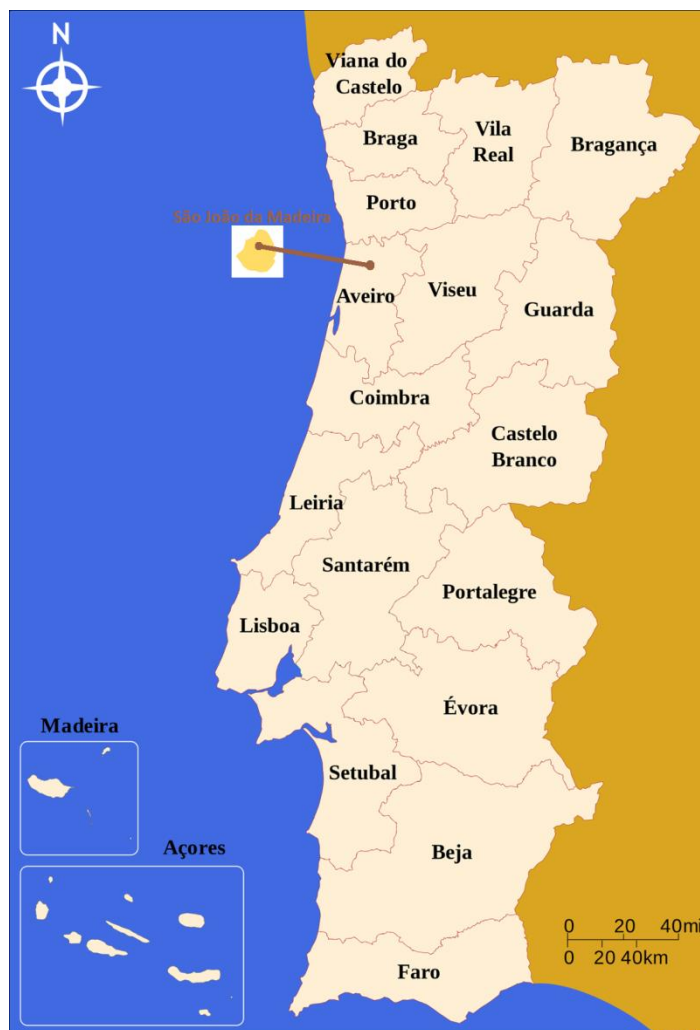 N
Viana do
Castelo
Braga
Vila
Real
Bragança
Porto
São João da Madeira
Aveiro
Viseu
Guarda
Coimbra
Castelo
Branco
Leiria
Santarém
Portalegre
Lisboa
Évora
Madeira
Setubal
Açores
Beja
0 20 40mi
0 20 40km
Faro